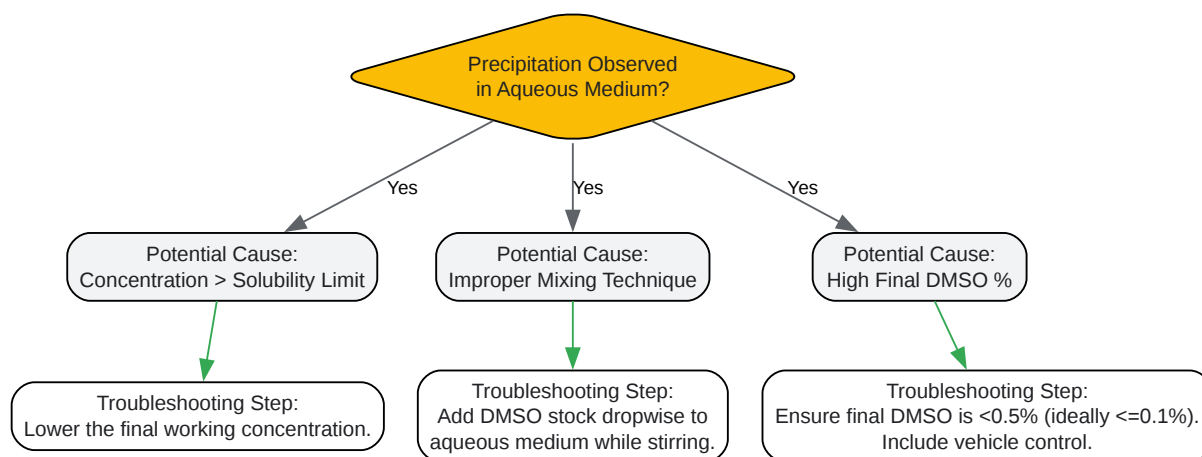 Precipitation Observed
in Aqueous Medium?
Yes
Yes
Yes
Potential Cause:
Concentration > Solubility Limit
Potential Cause:
Improper Mixing Technique
Potential Cause:
High Final DMSO %
Troubleshooting Step:
Lower the final working concentration.
Troubleshooting Step:
Add DMSO stock dropwise to
aqueous medium while stirring.
Troubleshooting Step:
Ensure final DMSO is <0.5% (ideally <=0.1%).
Include vehicle control.